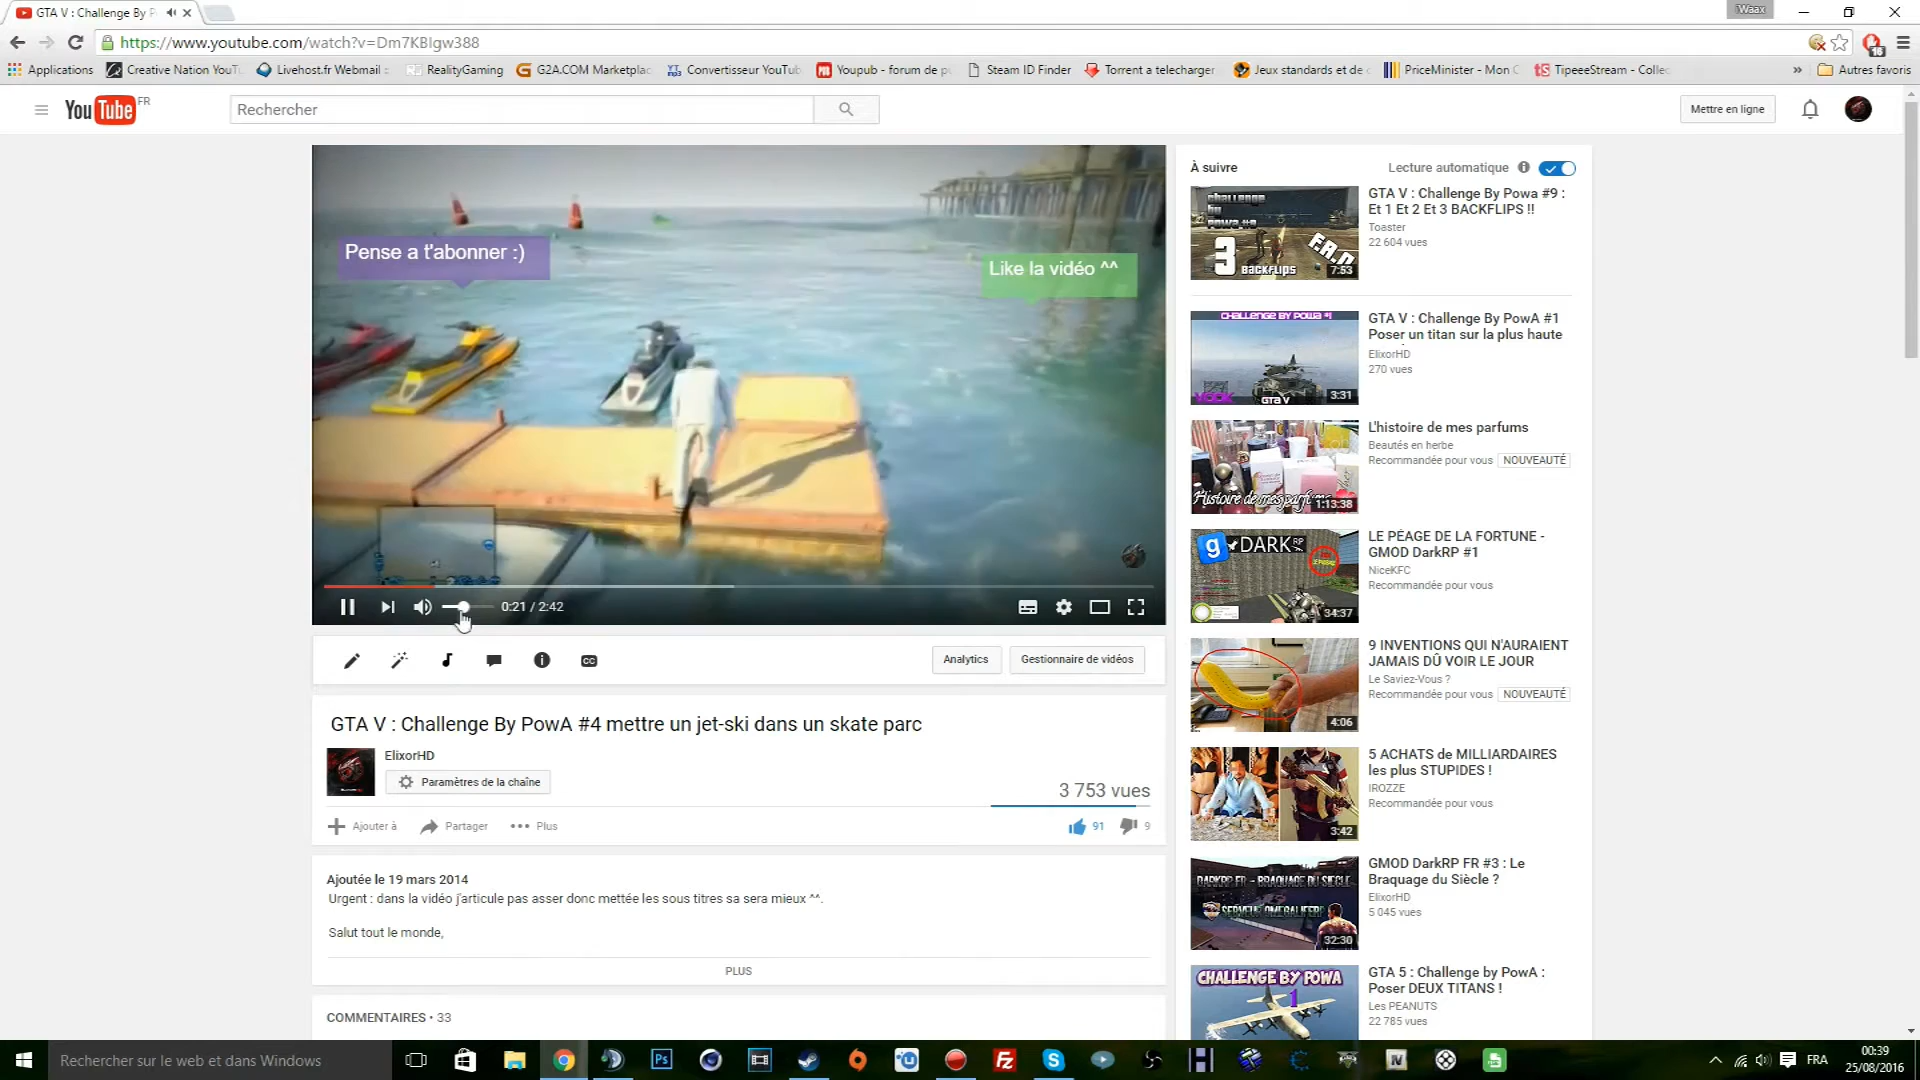 GTA V : Challenge By P
iWaax
https://www.youtube.com/watch?v=Dm7KBIgw388
Applications
Creative Nation YouTu
Livehost.fr Webmail :
RealityGaming
G2A.COM Marketplac
Convertisseur YouTub
Youpub - forum de p
Steam ID Finder
Torrent a telecharger
Jeux standards et de c
PriceMinister - Mon C
TipeeeStream - Collec
» Autres favoris
YouTube FR
Rechercher
Mettre en ligne
Pense a t'abonner :)
Like la vidéo ^^
0:21 / 2:42
Analytics
Gestionnaire de vidéos
GTA V : Challenge By PowA #4 mettre un jet-ski dans un skate parc
ElixorHD
Paramètres de la chaîne
3 753 vues
Ajouter à
Partager
Plus
91
9
Ajoutée le 19 mars 2014
Urgent : dans la vidéo j'articule pas asser donc mettée les sous titres sa sera mieux ^^.
Salut tout le monde,
PLUS
COMMENTAIRES • 33
À suivre
Lecture automatique
CHALLENGE
BY
POWA #9
3
BACKFLIPS
F.R.O
7:53
GTA V : Challenge By Powa #9 :
Et 1 Et 2 Et 3 BACKFLIPS !!
Toaster
22 604 vues
CHALLENGE BY POWA #1
GTA V
3:31
GTA V : Challenge By PowA #1
Poser un titan sur la plus haute
ElixorHD
270 vues
Histoire de mes parfums
1:13:38
L'histoire de mes parfums
Beautés en herbe
Recommandée pour vous NOUVEAUTÉ
g DARK RP
34:37
LE PÉAGE DE LA FORTUNE -
GMOD DarkRP #1
NiceKFC
Recommandée pour vous
4:06
9 INVENTIONS QUI N'AURAIENT
JAMAIS DÛ VOIR LE JOUR
Le Saviez-Vous ?
Recommandée pour vous NOUVEAUTÉ
3:42
5 ACHATS de MILLIARDAIRES
les plus STUPIDES !
IROZZE
Recommandée pour vous
DARKRP FR - BRAQUAGE DU SIECLE
SERVEUR OMEGALIFERP
32:30
GMOD DarkRP FR #3 : Le
Braquage du Siècle ?
ElixorHD
5 045 vues
CHALLENGE BY POWA
1
GTA 5 : Challenge by PowA :
Poser DEUX TITANS !
Les PEANUTS
22 785 vues
Rechercher sur le web et dans Windows
FRA
00:39
25/08/2016